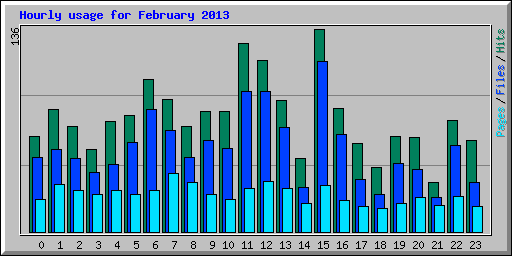 Hourly usage for February 2013
136
Pages / Files / Hits
0 1 2 3 4 5 6 7 8 9 10 11 12 13 14 15 16 17 18 19 20 21 22 23